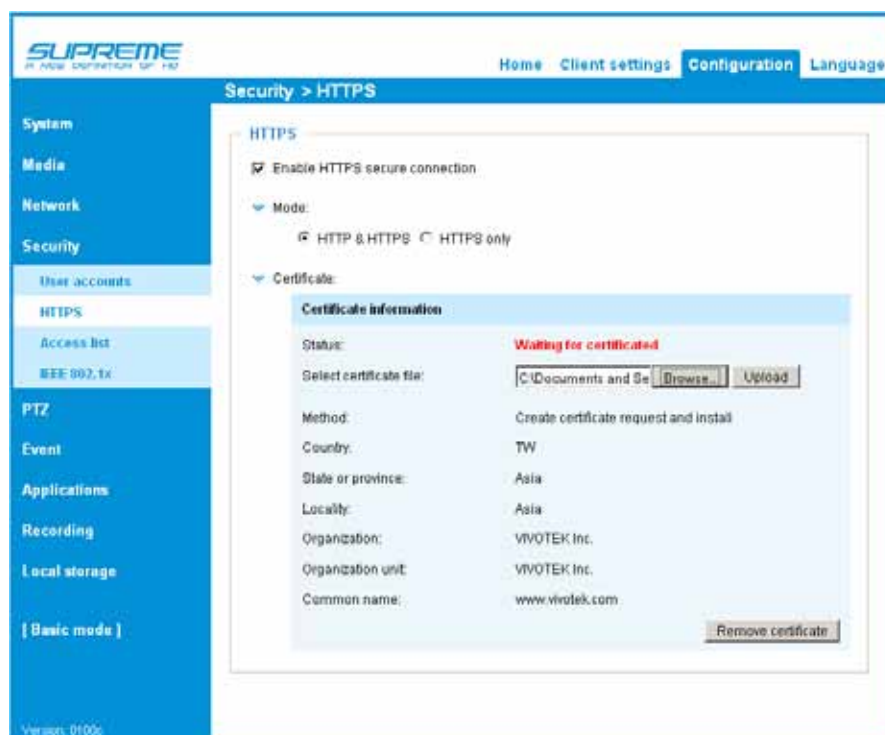 SUPREME
A NEW DEFINITION OF HD
Home Client settings Configuration Language
Security > HTTPS
System
Media
Network
Security
User accounts
HTTPS
Access list
IEEE 802.1x
PTZ
Event
Applications
Recording
Local storage
[ Basic mode ]
Version: 0100c
HTTPS
Enable HTTPS secure connection
Mode:
HTTP & HTTPS HTTPS only
Certificate:
Certificate information
Status: Waiting for certificated
Select certificate file: C:\Documents and Se Browse... Upload
Method: Create certificate request and install
Country: TW
State or province: Asia
Locality: Asia
Organization: VIVOTEK Inc.
Organization unit: VIVOTEK Inc.
Common name: www.vivotek.com
Remove certificate